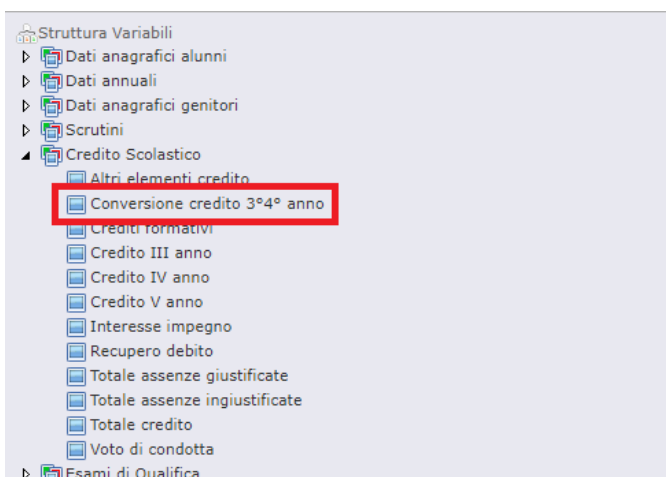 Struttura Variabili
Dati anagrafici alunni
Dati annuali
Dati anagrafici genitori
Scrutini
Credito Scolastico
Altri elementi credito
Conversione credito 3°4° anno
Crediti formativi
Credito III anno
Credito IV anno
Credito V anno
Interesse impegno
Recupero debito
Totale assenze giustificate
Totale assenze ingiustificate
Totale credito
Voto di condotta
Esami di Qualifica